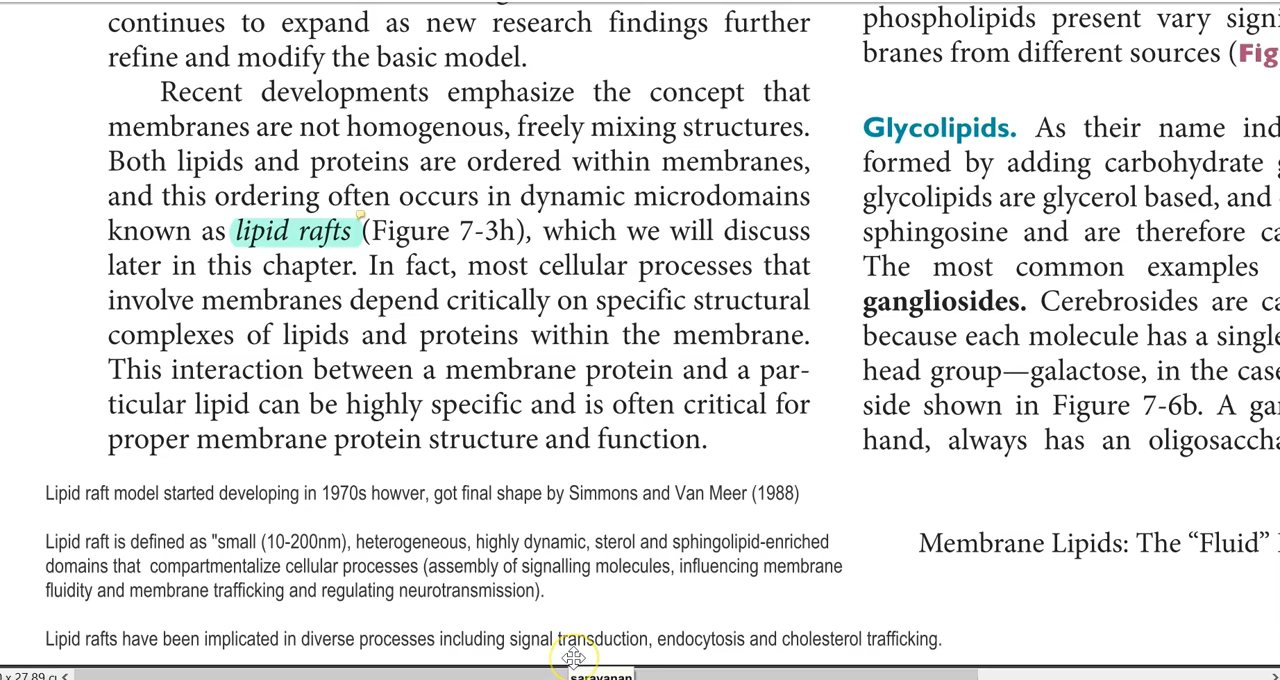 continues to expand as new research findings further
refine and modify the basic model.
Recent developments emphasize the concept that
membranes are not homogenous, freely mixing structures.
Both lipids and proteins are ordered within membranes,
and this ordering often occurs in dynamic microdomains
known as lipid rafts (Figure 7-3h), which we will discuss
later in this chapter. In fact, most cellular processes that
involve membranes depend critically on specific structural
complexes of lipids and proteins within the membrane.
This interaction between a membrane protein and a par-
ticular lipid can be highly specific and is often critical for
proper membrane protein structure and function.
Lipid raft model started developing in 1970s howver, got final shape by Simmons and Van Meer (1988)
Lipid raft is defined as "small (10-200nm), heterogeneous, highly dynamic, sterol and sphingolipid-enriched
domains that compartmentalize cellular processes (assembly of signalling molecules, influencing membrane
fluidity and membrane trafficking and regulating neurotransmission).
Lipid rafts have been implicated in diverse processes including signal transduction, endocytosis and cholesterol trafficking.
phospholipids present vary signi
branes from different sources (Fig
Glycolipids. As their name ind
formed by adding carbohydrate
glycolipids are glycerol based, and
sphingosine and are therefore ca
The most common examples
gangliosides. Cerebrosides are ca
because each molecule has a single
head group—galactose, in the case
side shown in Figure 7-6b. A ga
hand, always has an oligosaccha
Membrane Lipids: The “Fluid”
x 27.89 c
saravanan